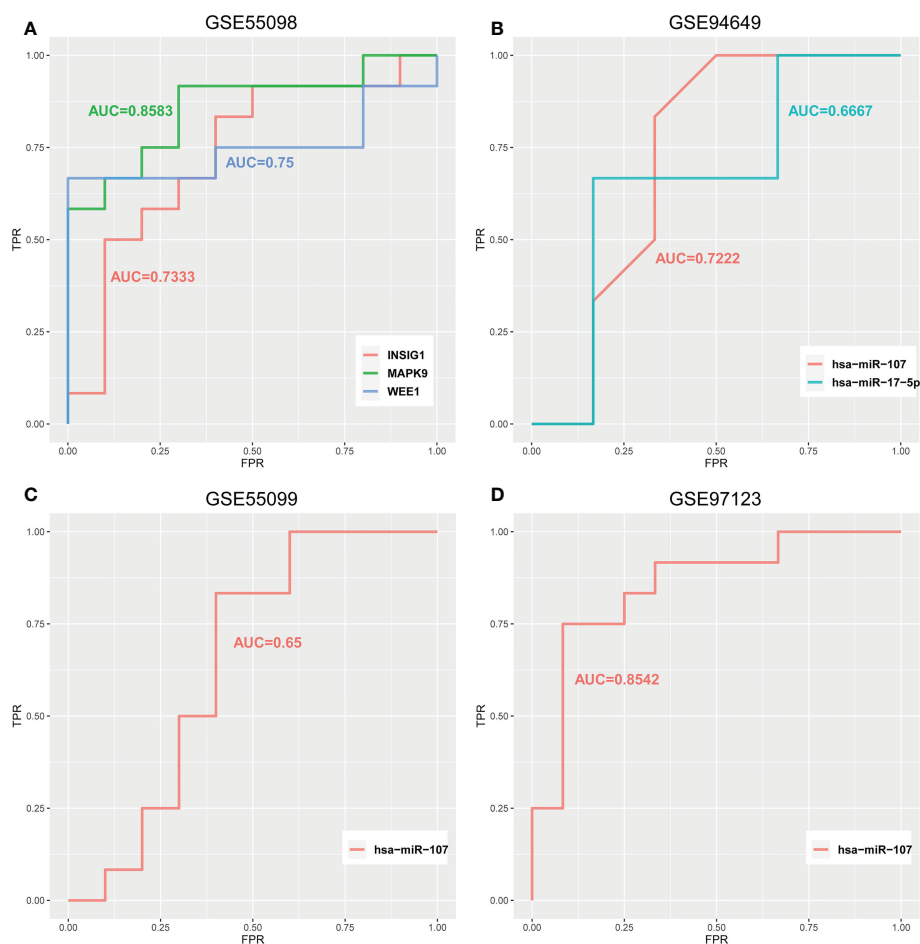 A
GSE55098
1.00
0.75
0.50
0.25
0.00
TPR
AUC=0.8583
AUC=0.75
AUC=0.7333
INSIG1
MAPK9
WEE1
0.00 0.25 0.50 0.75 1.00
FPR
B
GSE94649
1.00
0.75
0.50
0.25
0.00
TPR
AUC=0.6667
AUC=0.7222
hsa-miR-107
hsa-miR-17-5p
0.00 0.25 0.50 0.75 1.00
FPR
C
GSE55099
1.00
0.75
0.50
0.25
0.00
TPR
AUC=0.65
hsa-miR-107
0.00 0.25 0.50 0.75 1.00
FPR
D
GSE97123
1.00
0.75
0.50
0.25
0.00
TPR
AUC=0.8542
hsa-miR-107
0.00 0.25 0.50 0.75 1.00
FPR